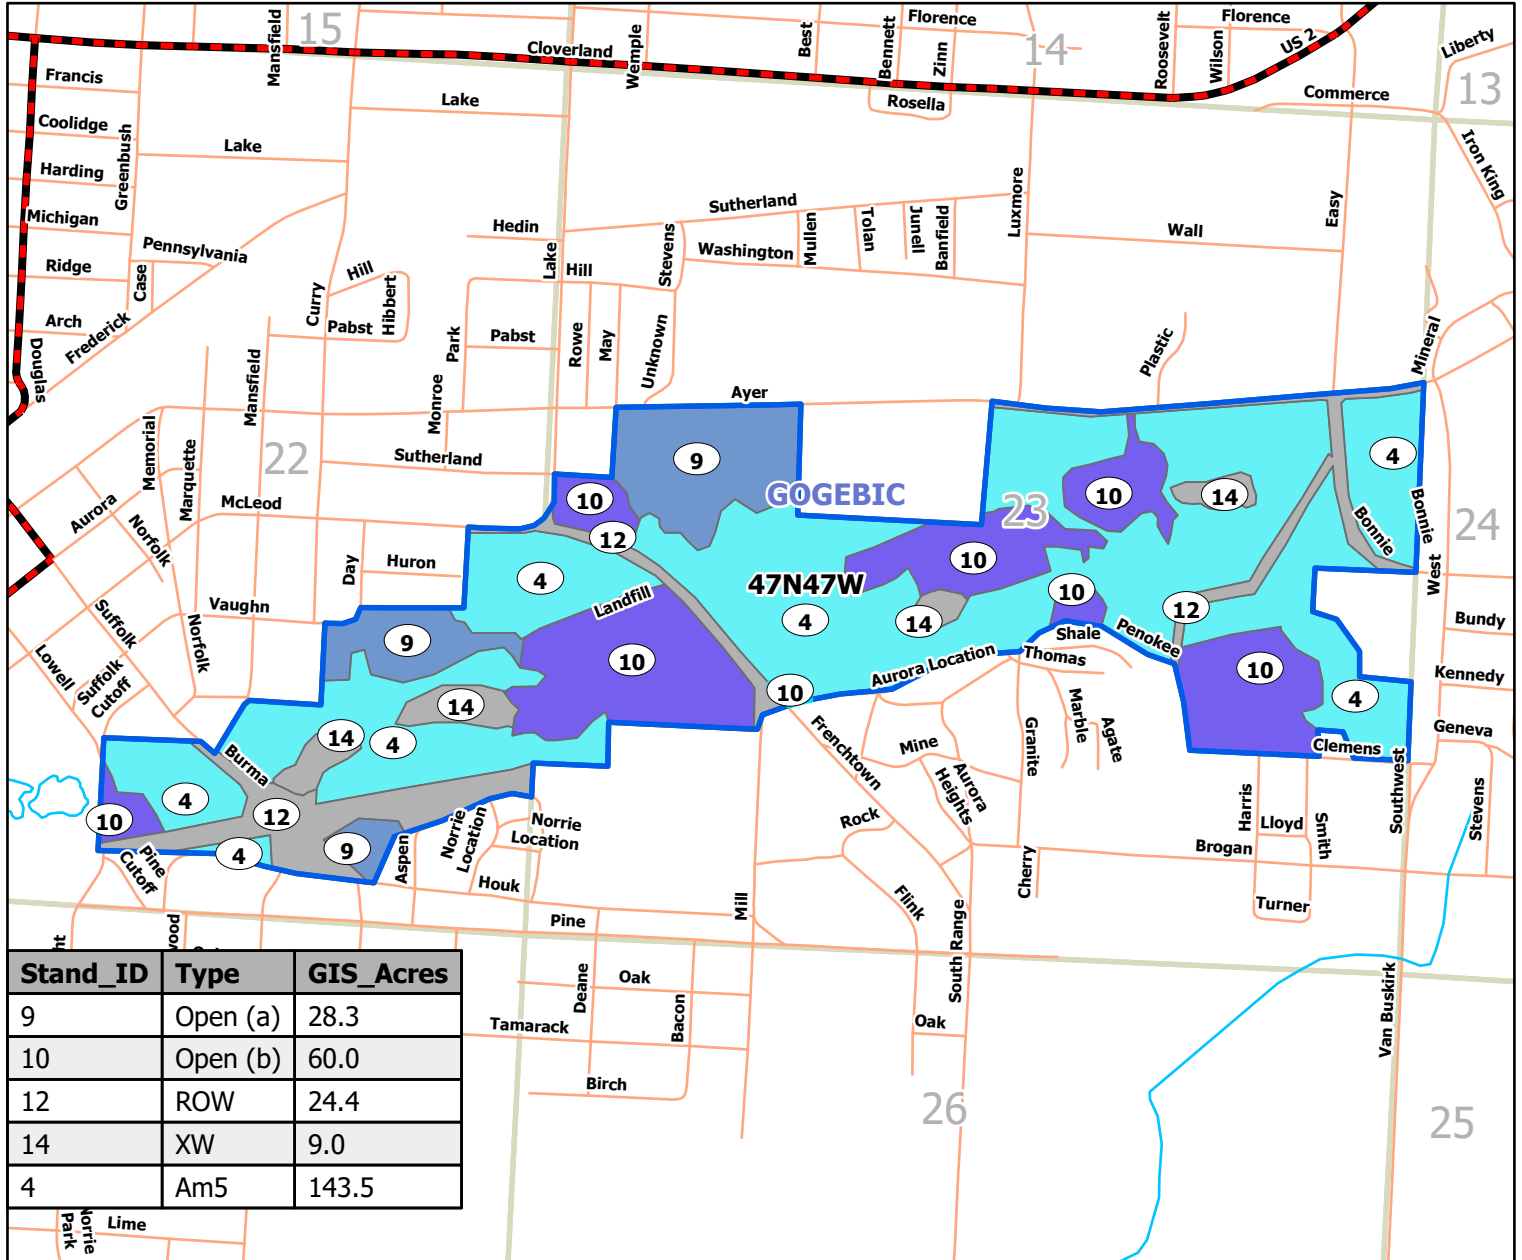 15
14
13
Mansfield
Cloverland
Wemple
Best
Bennett
Florence
Zinn
Roosevelt
Wilson
Florence
US 2
Liberty
Francis
Lake
Rosella
Commerce
Coolidge
Greenbush
Lake
Iron King
Harding
Michigan
Pennsylvania
Hedin
Sutherland
Luxmore
Easy
Wall
Ridge
Case
Hill
Lake
Hill
Stevens
Washington
Mullen
Tolan
Junell
Banfield
Arch
Frederick
Curry
Pabst
Hibbert
Park
Pabst
Rowe
May
Unknown
Plastic
Mineral
Douglas
Mansfield
Monroe
Ayer
Memorial
Marquette
22
Sutherland
9
GOGEBIC
23
10
14
4
Bonnie
Bonnie
24
Aurora
Norfolk
McLeod
10
12
Day
Huron
4
47N47W
10
10
West
Suffolk
Vaughn
Norfolk
Landfill
4
14
12
Bundy
Lowell
Suffolk
Cutoff
9
10
Aurora Location
Shale
Thomas
Penokee
10
4
Kennedy
14
14
4
10
Frenchtown
Mine
Granite
Marble
Agate
Geneva
Clemens
Southwest
Burma
4
10
12
4
9
Pine
Cutoff
Aspen
Norrie
Location
Norrie
Location
Houk
Rock
Aurora
Heights
Flink
Cherry
Brogan
Harris
Lloyd
Smith
Stevens
Turner
Pine
Mill
South Range
Oak
Deane
Bacon
Tamarack
Oak
Birch
Van Buskirk
26
25
ht
wood
Stand_ID Type GIS_Acres
9 Open (a) 28.3
10 Open (b) 60.0
12 ROW 24.4
14 XW 9.0
4 Am5 143.5
Norrie
Park
Lime